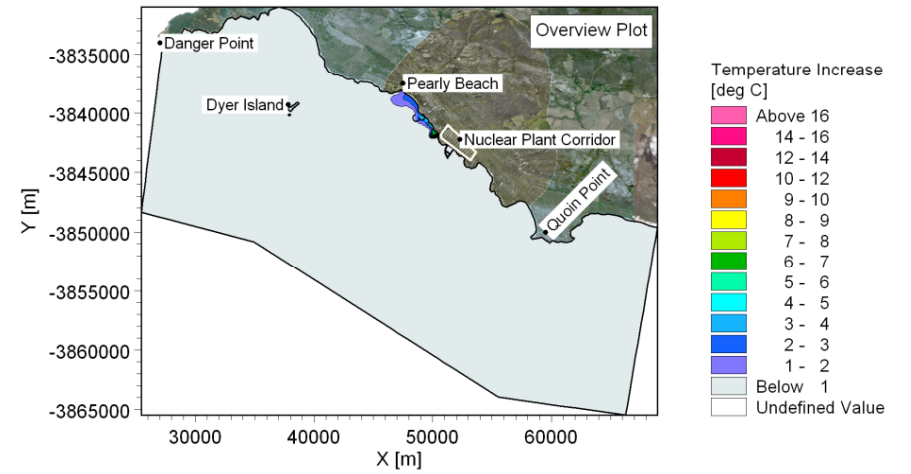 Overview Plot
Danger Point
Pearly Beach
Dyer Island
Nuclear Plant Corridor
Quoin Point
-3835000
-3840000
-3845000
-3850000
-3855000
-3860000
-3865000
Y [m]
30000 40000 50000 60000
X [m]
Temperature Increase
[deg C]
Above 16
14 - 16
12 - 14
10 - 12
9 - 10
8 - 9
7 - 8
6 - 7
5 - 6
4 - 5
3 - 4
2 - 3
1 - 2
Below 1
Undefined Value